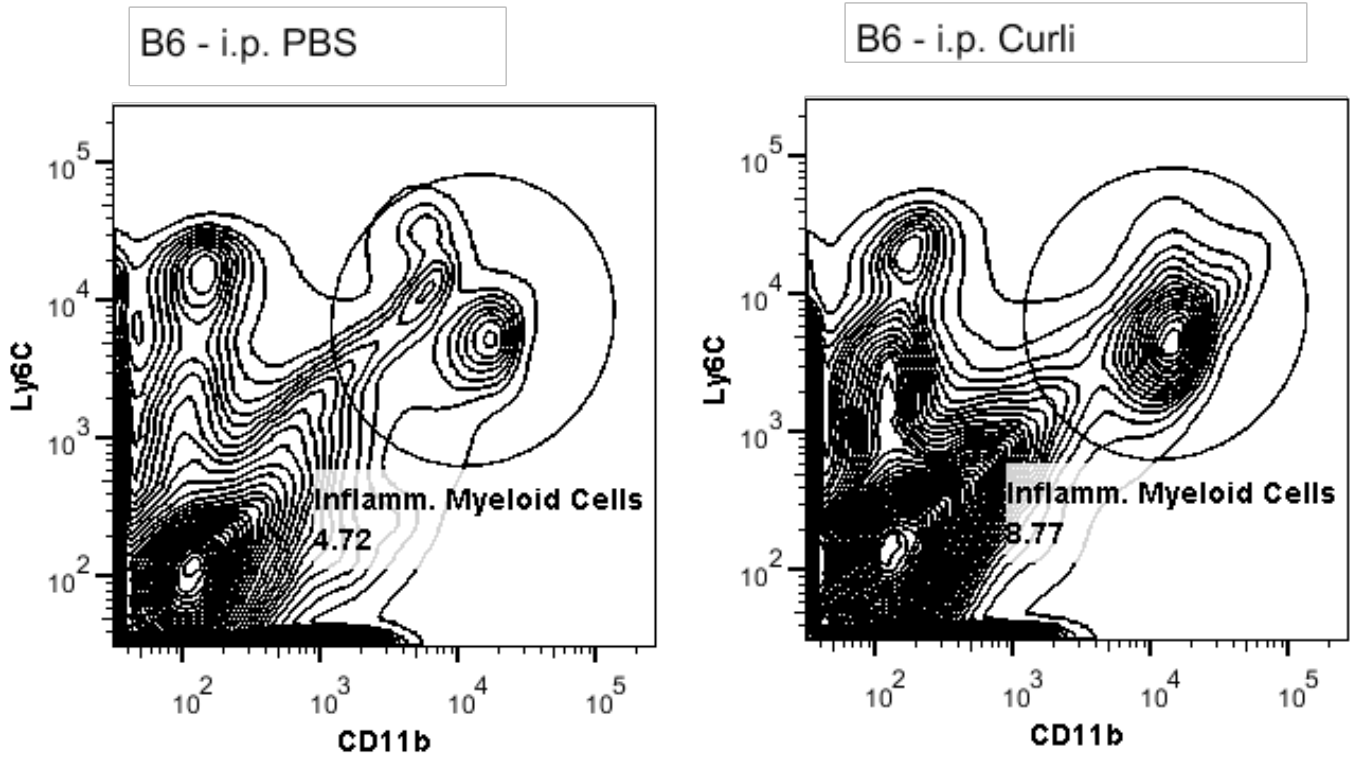 B6 - i.p. PBS
10^5
10^4
10^3
10^2
Ly6C
Inflamm. Myeloid Cells
4.72
10^2 10^3 10^4 10^5
CD11b
B6 - i.p. Curli
10^5
10^4
10^3
10^2
Ly6C
Inflamm. Myeloid Cells
8.77
10^2 10^3 10^4 10^5
CD11b